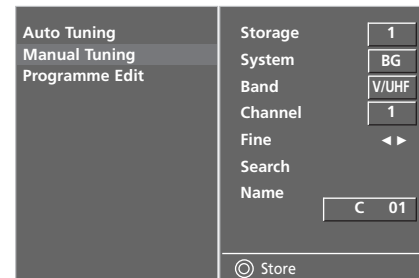 Auto Tuning
Manual Tuning
Programme Edit
Storage 1
System BG
Band V/UHF
Channel 1
Fine ◄ ►
Search
Name
C 01
Store